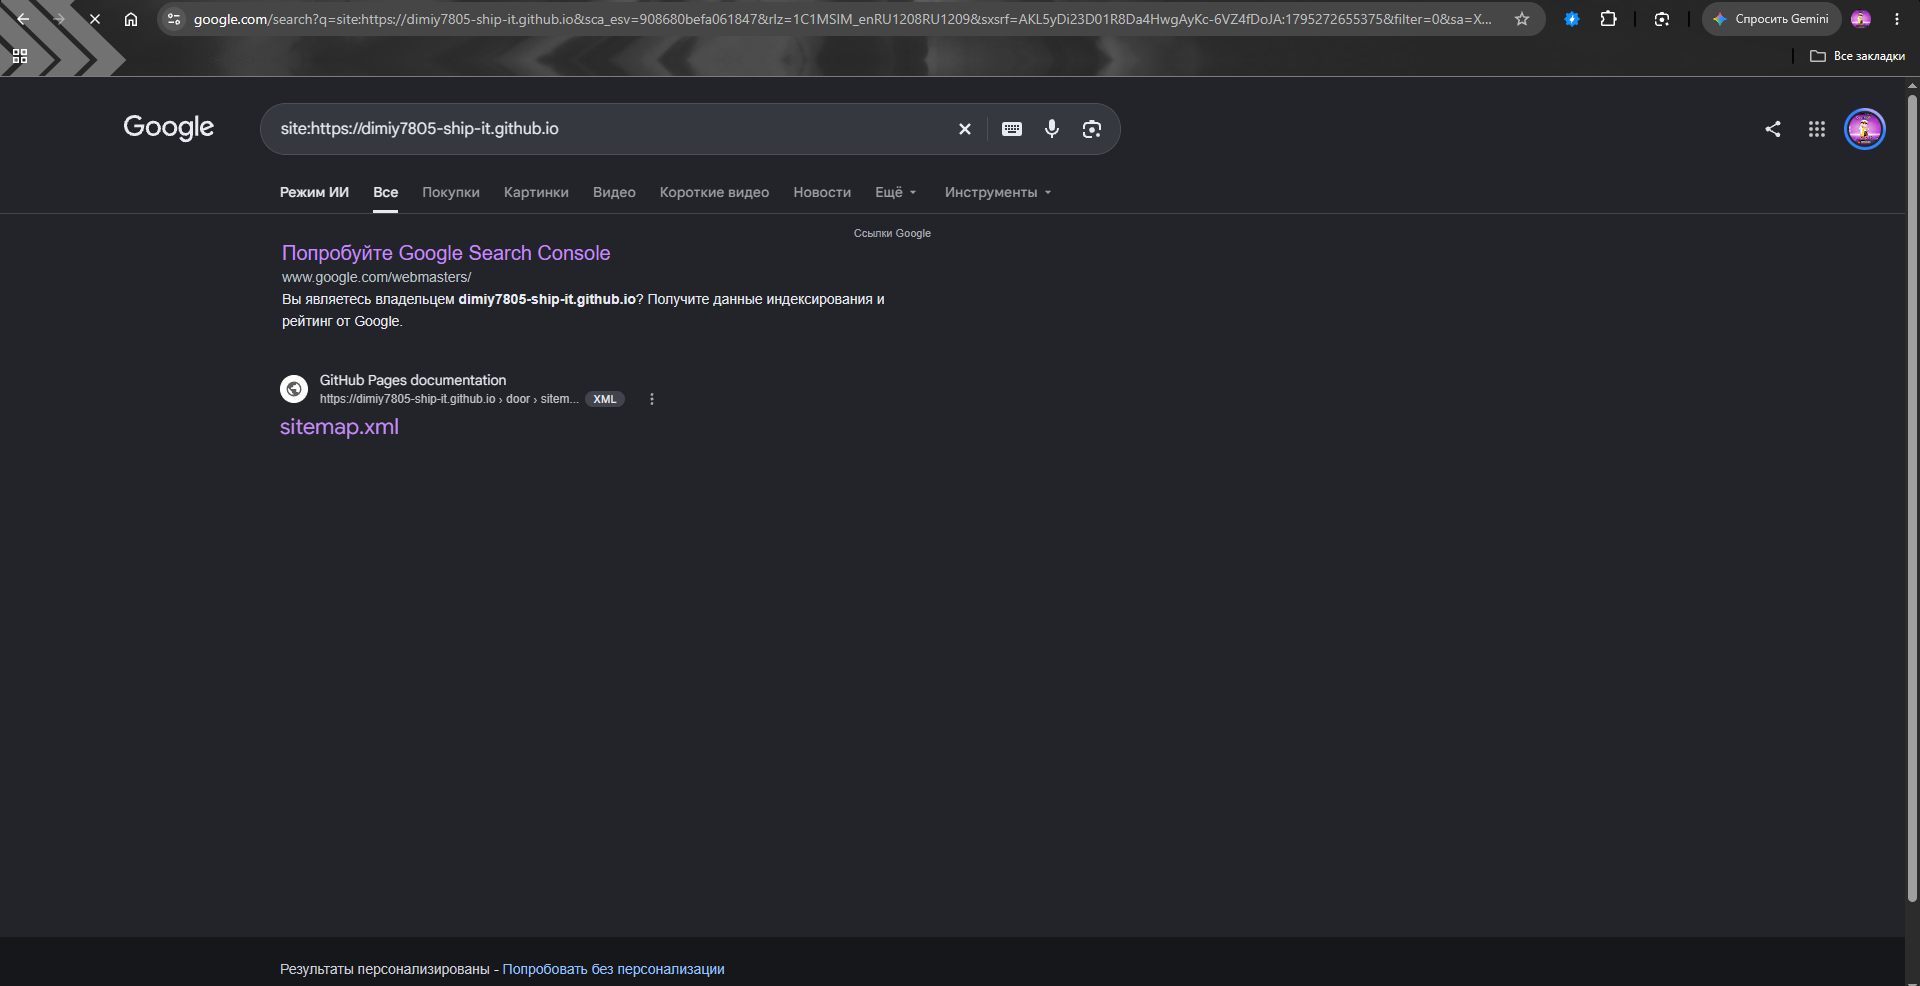 google.com/search?q=site:https://dimiy7805-ship-it.github.io&sca_esv=908680befa061847&rlz=1C1MSIM_enRU1208RU1209&sxsrf=AKL5yDi23D01R8Da4HwgAyKc-6VZ4fDoJA:1795272655375&filter=0&sa=X...
Спросить Gemini
Все закладки
Google
site:https://dimiy7805-ship-it.github.io
Режим ИИ
Все
Покупки
Картинки
Видео
Короткие видео
Новости
Ещё
Инструменты
Ссылки Google
Попробуйте Google Search Console
www.google.com/webmasters/
Вы являетесь владельцем dimiy7805-ship-it.github.io? Получите данные индексирования и
рейтинг от Google.
GitHub Pages documentation
https://dimiy7805-ship-it.github.io › door › sitem...
XML
sitemap.xml
Результаты персонализированы - Попробовать без персонализации